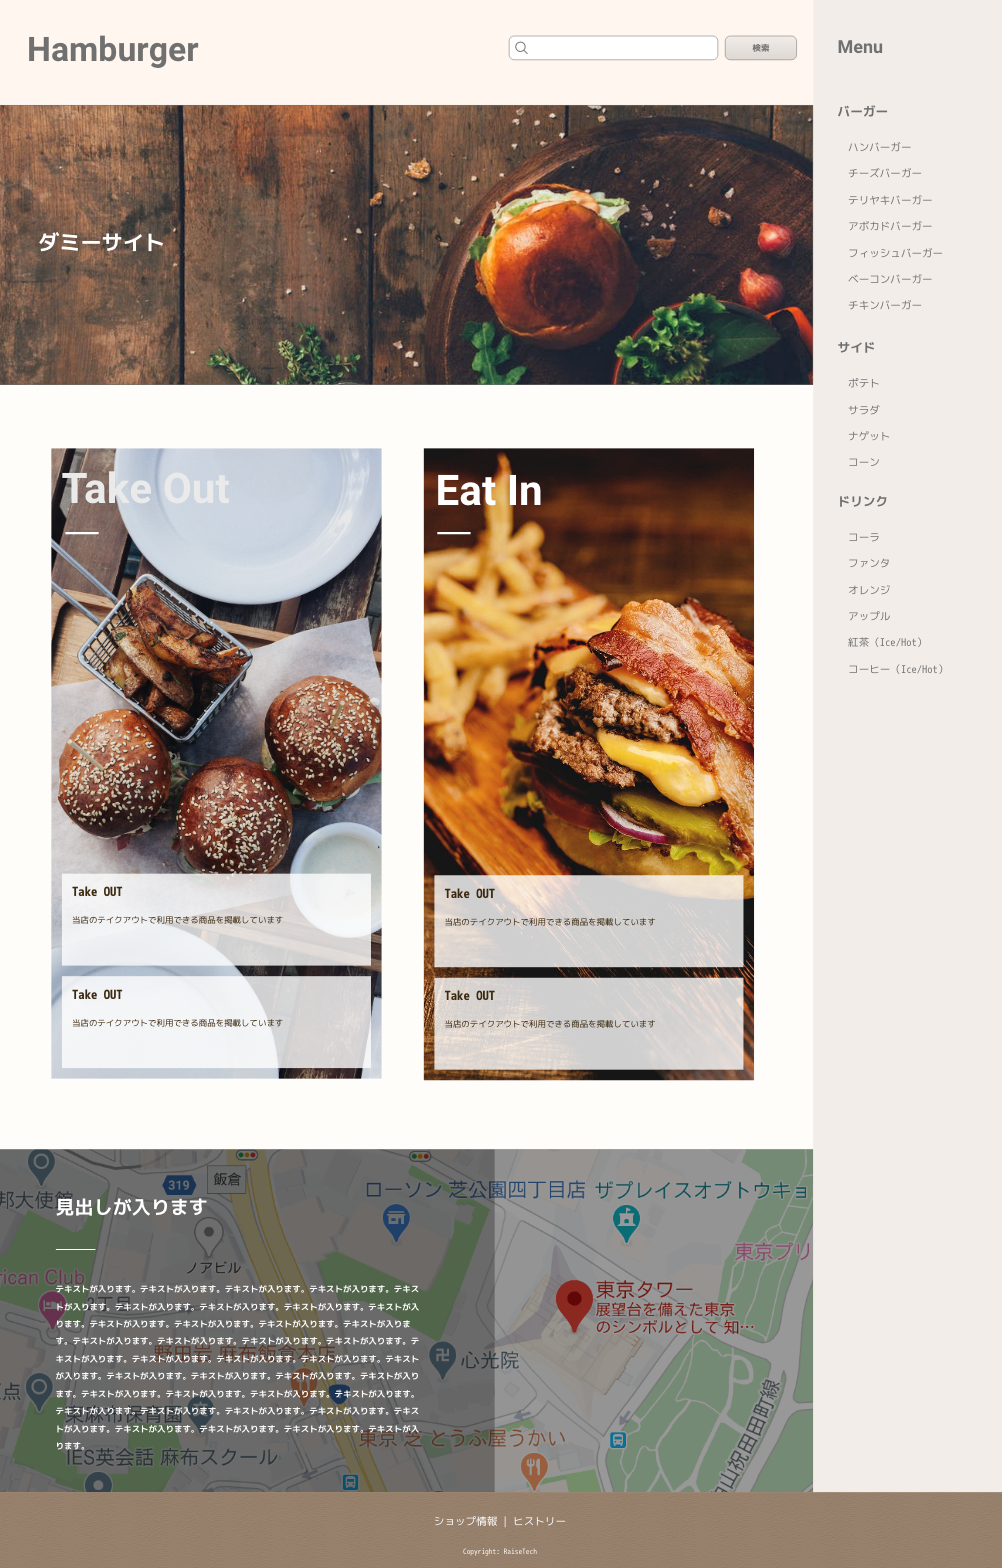 Hamburger
検索
Menu
バーガー
ハンバーガー
チーズバーガー
テリヤキバーガー
アボカドバーガー
フィッシュバーガー
ベーコンバーガー
チキンバーガー
サイド
ポテト
サラダ
ナゲット
コーン
ドリンク
コーラ
ファンタ
オレンジ
アップル
紅茶（Ice/Hot）
コーヒー（Ice/Hot）
ダミーサイト
Take Out
Take OUT
当店のテイクアウトで利用できる商品を掲載しています
Take OUT
当店のテイクアウトで利用できる商品を掲載しています
Eat In
Take OUT
当店のテイクアウトで利用できる商品を掲載しています
Take OUT
当店のテイクアウトで利用できる商品を掲載しています
見出しが入ります
テキストが入ります。テキストが入ります。テキストが入ります。テキストが入ります。テキス
トが入ります。テキストが入ります。テキストが入ります。テキストが入ります。テキストが入
ります。テキストが入ります。テキストが入ります。テキストが入ります。テキストが入りま
す。テキストが入ります。テキストが入ります。テキストが入ります。テキストが入ります。テ
キストが入ります。テキストが入ります。テキストが入ります。テキストが入ります。テキスト
が入ります。テキストが入ります。テキストが入ります。テキストが入ります。テキストが入り
ます。テキストが入ります。テキストが入ります。テキストが入ります。テキストが入ります。
テキストが入ります。テキストが入ります。テキストが入ります。テキストが入ります。テキス
トが入ります。テキストが入ります。テキストが入ります。テキストが入ります。テキストが入
ります。
邦大使館
319
飯倉
ノアビル
rican Club
野田岩 麻布飯倉本店
東麻布保育園
IES英会話 麻布スクール
ローソン 芝公園四丁目店
ザプレイスオブトウキョ
東京プリ
東京タワー
展望台を備えた東京
のシンボルとして 知…
心光院
東京 芝 とうふ屋うかい
ショップ情報 | ヒストリー
Copyright: RaiseTech